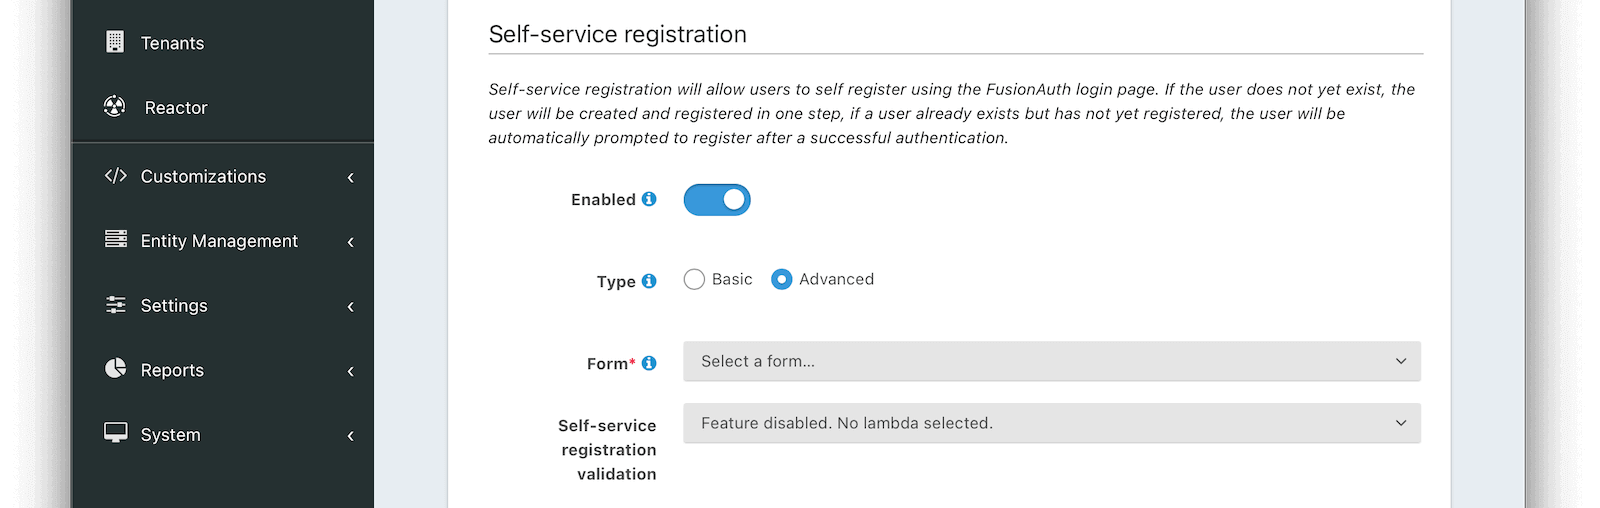 Tenants
Reactor
Customizations
Entity Management
Settings
Reports
System
Self-service registration
Self-service registration will allow users to self register using the FusionAuth login page. If the user does not yet exist, the
user will be created and registered in one step, if a user already exists but has not yet registered, the user will be
automatically prompted to register after a successful authentication.
Enabled
Type
Basic Advanced
Form*
Select a form...
Self-service
registration
validation
Feature disabled. No lambda selected.